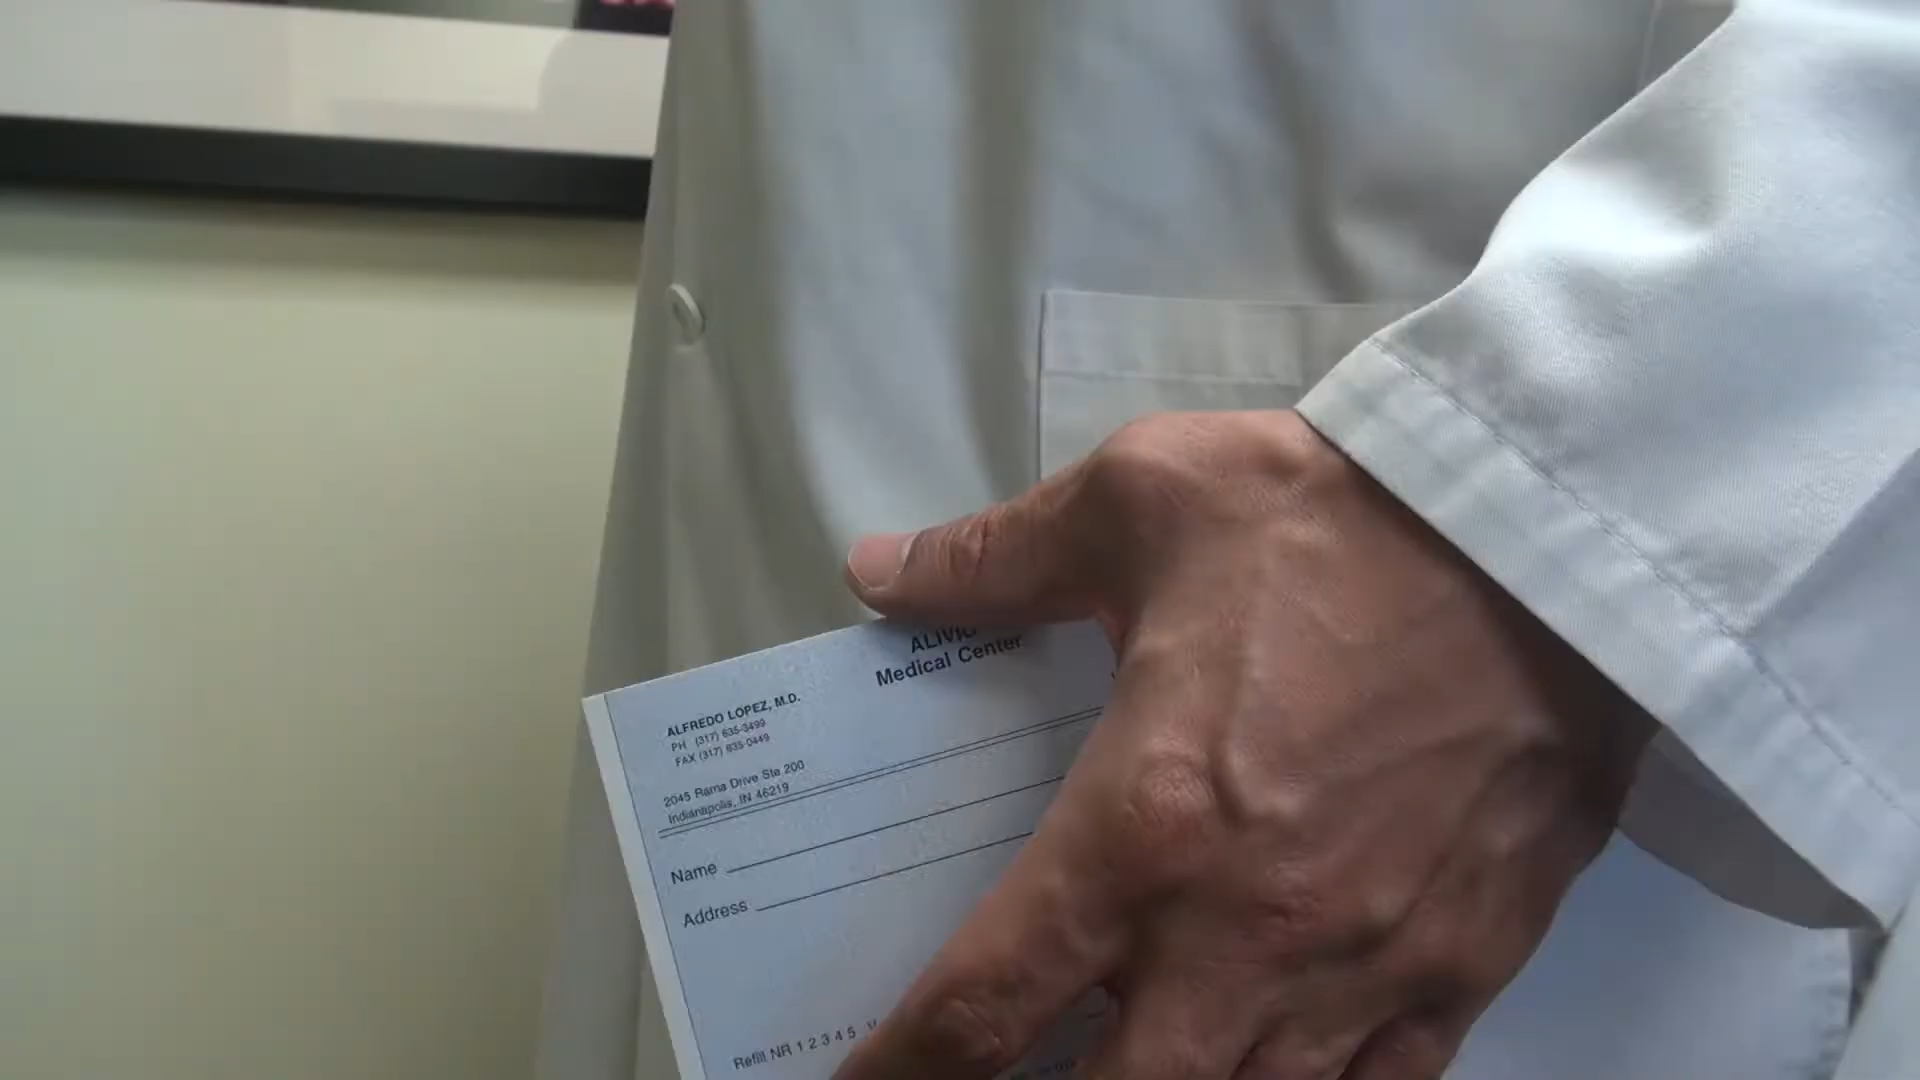 Medical Center
ALFREDO LOPEZ, M.D.
PH (317) 635-3499
FAX (317) 635-0449
2045 Rama Drive Ste 200
Indianapolis, IN 46219
Name
Address
Refill NR 1 2 3 4 5